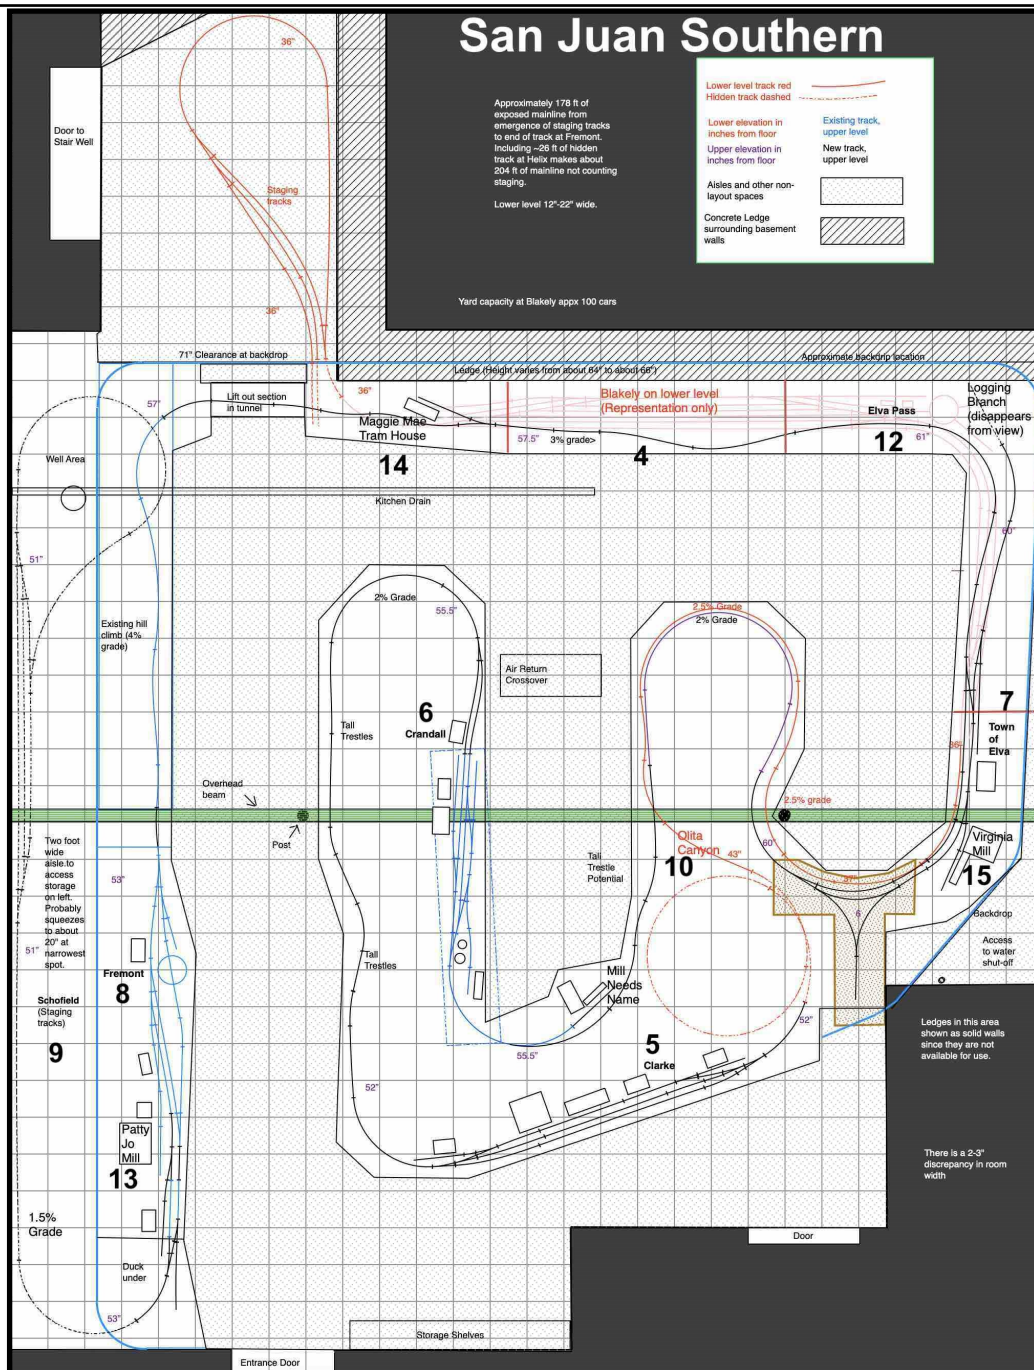 San Juan Southern
36"
Door to
Stair Well
Approximately 178 ft of
exposed mainline from
emergence of staging tracks
to end of track at Fremont.
Including ~26 ft of hidden
track at Helix makes about
204 ft of mainline not counting
staging.
Lower level 12"-22" wide.
Lower level track red
Hidden track dashed
Lower elevation in
inches from floor
Existing track,
upper level
Upper elevation in
inches from floor
New track,
upper level
Aisles and other non-
layout spaces
Concrete Ledge
surrounding basement
walls
Staging
tracks
36"
Yard capacity at Blakely appx 100 cars
71" Clearance at backdrop
Approximate backdrip location
Ledge (Height varies from about 64" to about 66")
57"
Lift out section
in tunnel
36"
Maggie Mae
Tram House
14
Blakely on lower level
(Representation only)
57.5"
3% grade>
4
Elva Pass
12
61"
Logging
Branch
(disappears
from view)
Well Area
Kitchen Drain
51"
60"
2% Grade
55.5"
2.5% Grade
2% Grade
Existing hill
climb (4%
grade)
Air Return
Crossover
6
Crandall
Tall
Trestles
7
Town
of
Elva
36"
Overhead
beam
Post
2.5% grade
Two foot
wide
aisle.to
access
storage
on left.
Probably
squeezes
to about
20" at
narrowest
spot.
53"
Tall
Trestle
Potential
Olita
Canyon
43"
10
60"
37"
Virginia
Mill
15
6
Backdrop
Access
to water
shut-off
51"
Fremont
8
Schofield
(Staging
tracks)
9
Tall
Trestles
Mill
Needs
Name
52"
5
Clarke
55.5"
52"
Ledges in this area
shown as solid walls
since they are not
available for use.
Patty
Jo
Mill
13
There is a 2-3"
discrepancy in room
width
1.5%
Grade
Duck
under
53"
Door
Storage Shelves
Entrance Door